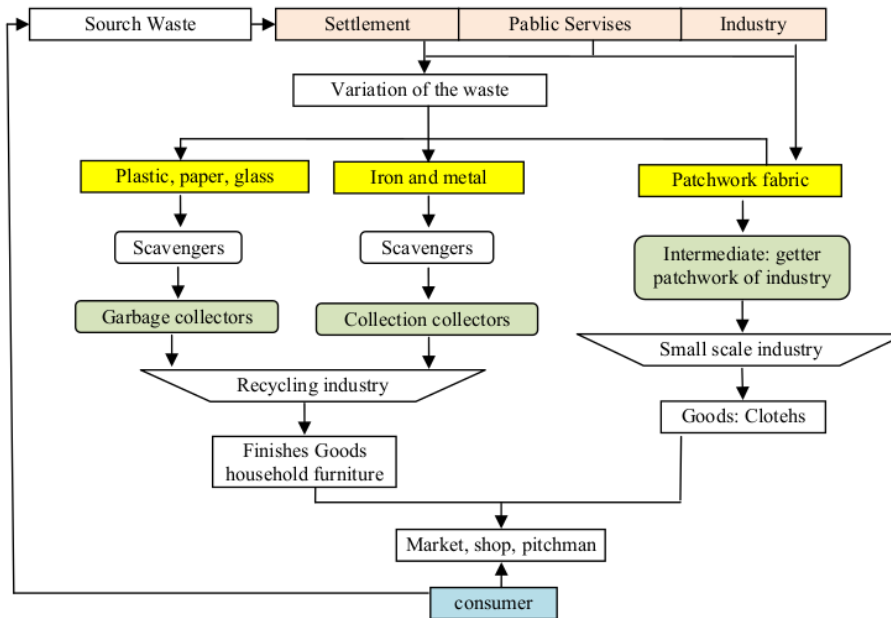 Sourch Waste
Settlement
Pablic Servises
Industry
Variation of the waste
Plastic, paper, glass
Iron and metal
Patchwork fabric
Scavengers
Scavengers
Intermediate: getter
patchwork of industry
Garbage collectors
Collection collectors
Small scale industry
Recycling industry
Goods: Clotehs
Finishes Goods
household furniture
Market, shop, pitchman
consumer